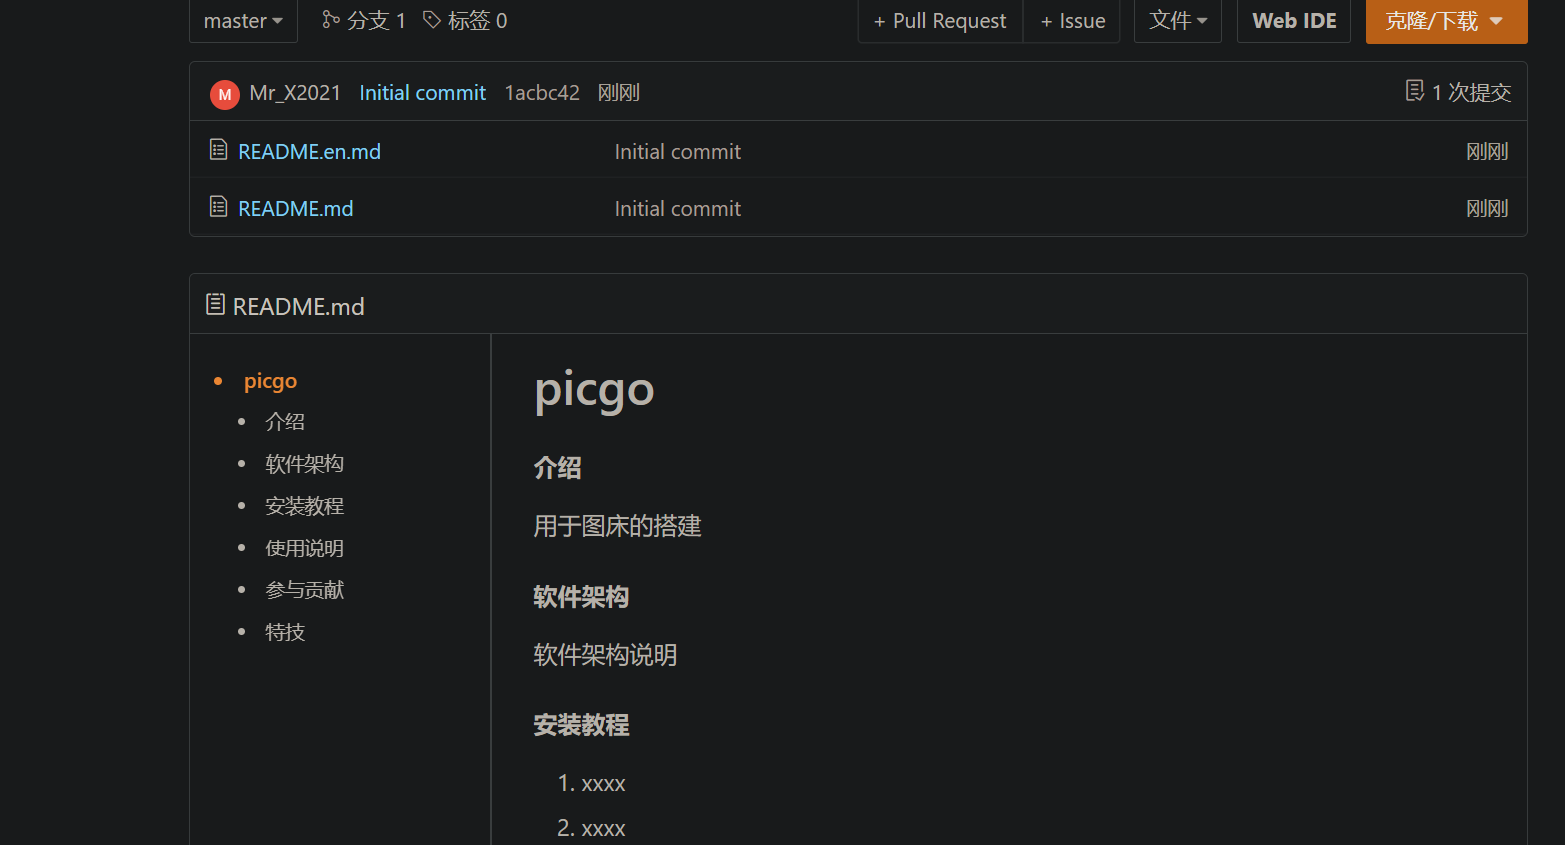 master 分支 1 标签 0 + Pull Request + Issue 文件 Web IDE 克隆/下载
M Mr_X2021 Initial commit 1acbc42 刚刚 1 次提交
README.en.md Initial commit 刚刚
README.md Initial commit 刚刚
README.md
picgo
介绍
软件架构
安装教程
使用说明
参与贡献
特技
picgo
介绍
用于图床的搭建
软件架构
软件架构说明
安装教程
1. xxxx
2. xxxx